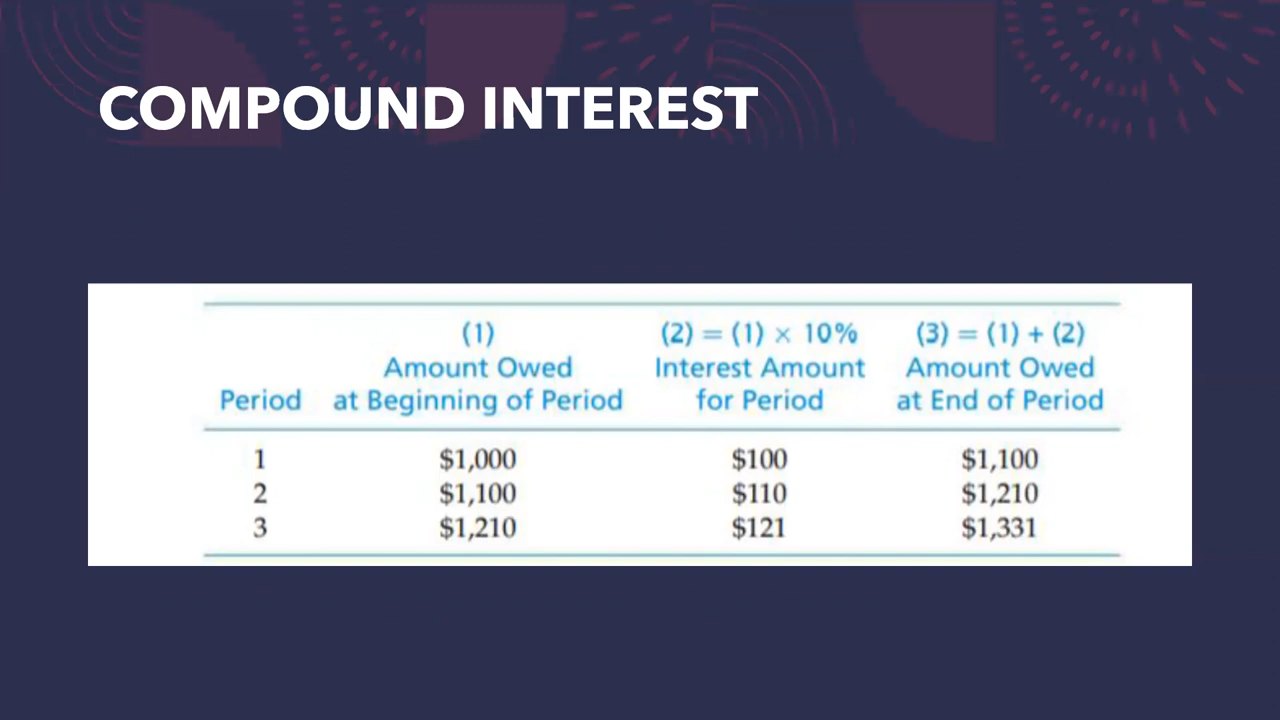 COMPOUND INTEREST
(1) (2) = (1) × 10% (3) = (1) + (2)
Amount Owed Interest Amount Amount Owed
Period at Beginning of Period for Period at End of Period
1 $1,000 $100 $1,100
2 $1,100 $110 $1,210
3 $1,210 $121 $1,331